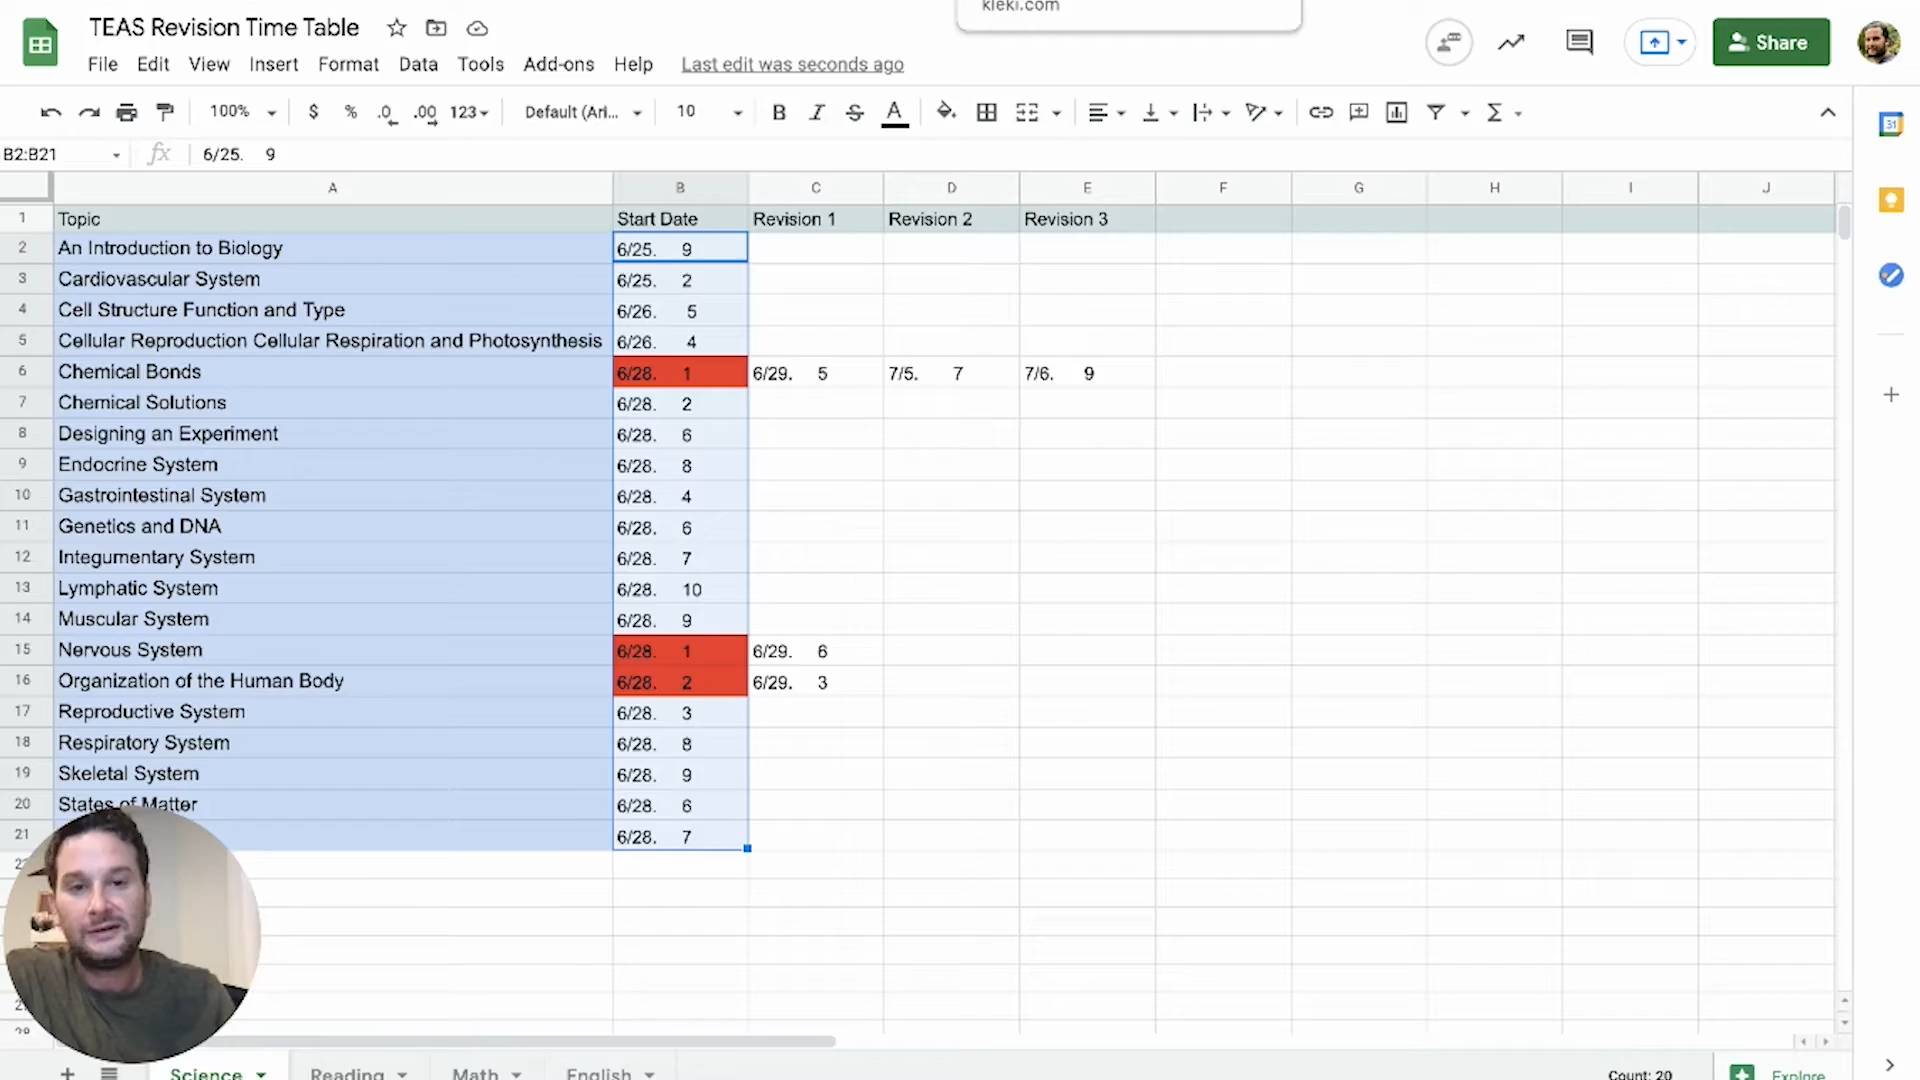 kleki.com
TEAS Revision Time Table
File Edit View Insert Format Data Tools Add-ons Help Last edit was seconds ago
Share
100% $ % .0 .00 123 Default (Ari... 10 B I S A
B2:B21 fx 6/25. 9
A B C D E F G H I J
1 Topic Start Date Revision 1 Revision 2 Revision 3
2 An Introduction to Biology 6/25. 9
3 Cardiovascular System 6/25. 2
4 Cell Structure Function and Type 6/26. 5
5 Cellular Reproduction Cellular Respiration and Photosynthesis 6/26. 4
6 Chemical Bonds 6/28. 1 6/29. 5 7/5. 7 7/6. 9
7 Chemical Solutions 6/28. 2
8 Designing an Experiment 6/28. 6
9 Endocrine System 6/28. 8
10 Gastrointestinal System 6/28. 4
11 Genetics and DNA 6/28. 6
12 Integumentary System 6/28. 7
13 Lymphatic System 6/28. 10
14 Muscular System 6/28. 9
15 Nervous System 6/28. 1 6/29. 6
16 Organization of the Human Body 6/28. 2 6/29. 3
17 Reproductive System 6/28. 3
18 Respiratory System 6/28. 8
19 Skeletal System 6/28. 9
20 States of Matter 6/28. 6
21 6/28. 7
28
Science Reading Math English Count: 20 Explore